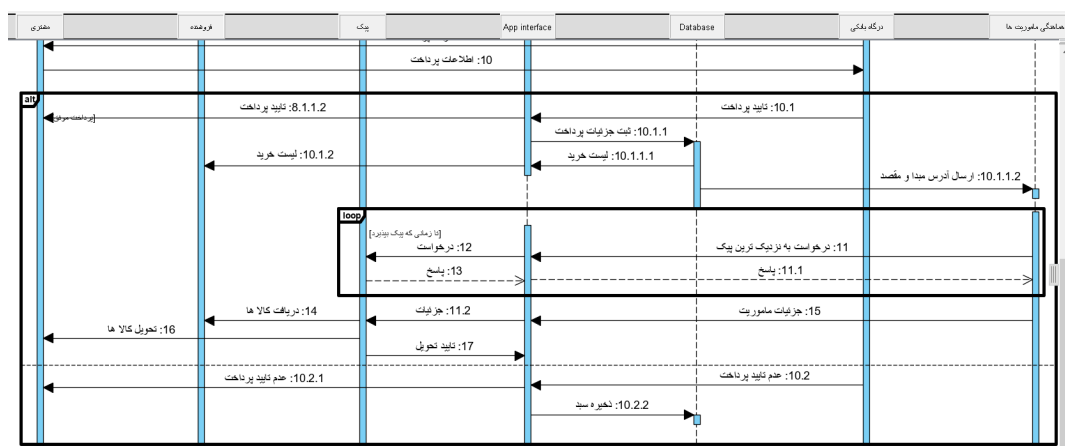 مشتری
فروشنده
پیک
App interface
Database
درگاه بانکی
هماهنگی ماموریت ها
10: اطلاعات پرداخت
alt
[پرداخت موفق]
8.1.1.2: تایید پرداخت
10.1: تایید پرداخت
10.1.1: ثبت جزئیات پرداخت
10.1.2: لیست خرید
10.1.1.1: لیست خرید
10.1.1.2: ارسال آدرس مبدا و مقصد
loop
[تا زمانی که پیک بپذیرد]
12: درخواست
11: درخواست به نزدیک ترین پیک
13: پاسخ
11.1: پاسخ
14: دریافت کالا ها
11.2: جزئیات
15: جزئیات ماموریت
16: تحویل کالا ها
17: تایید تحویل
10.2.1: عدم تایید پرداخت
10.2: عدم تایید پرداخت
10.2.2: ذخیره سبد